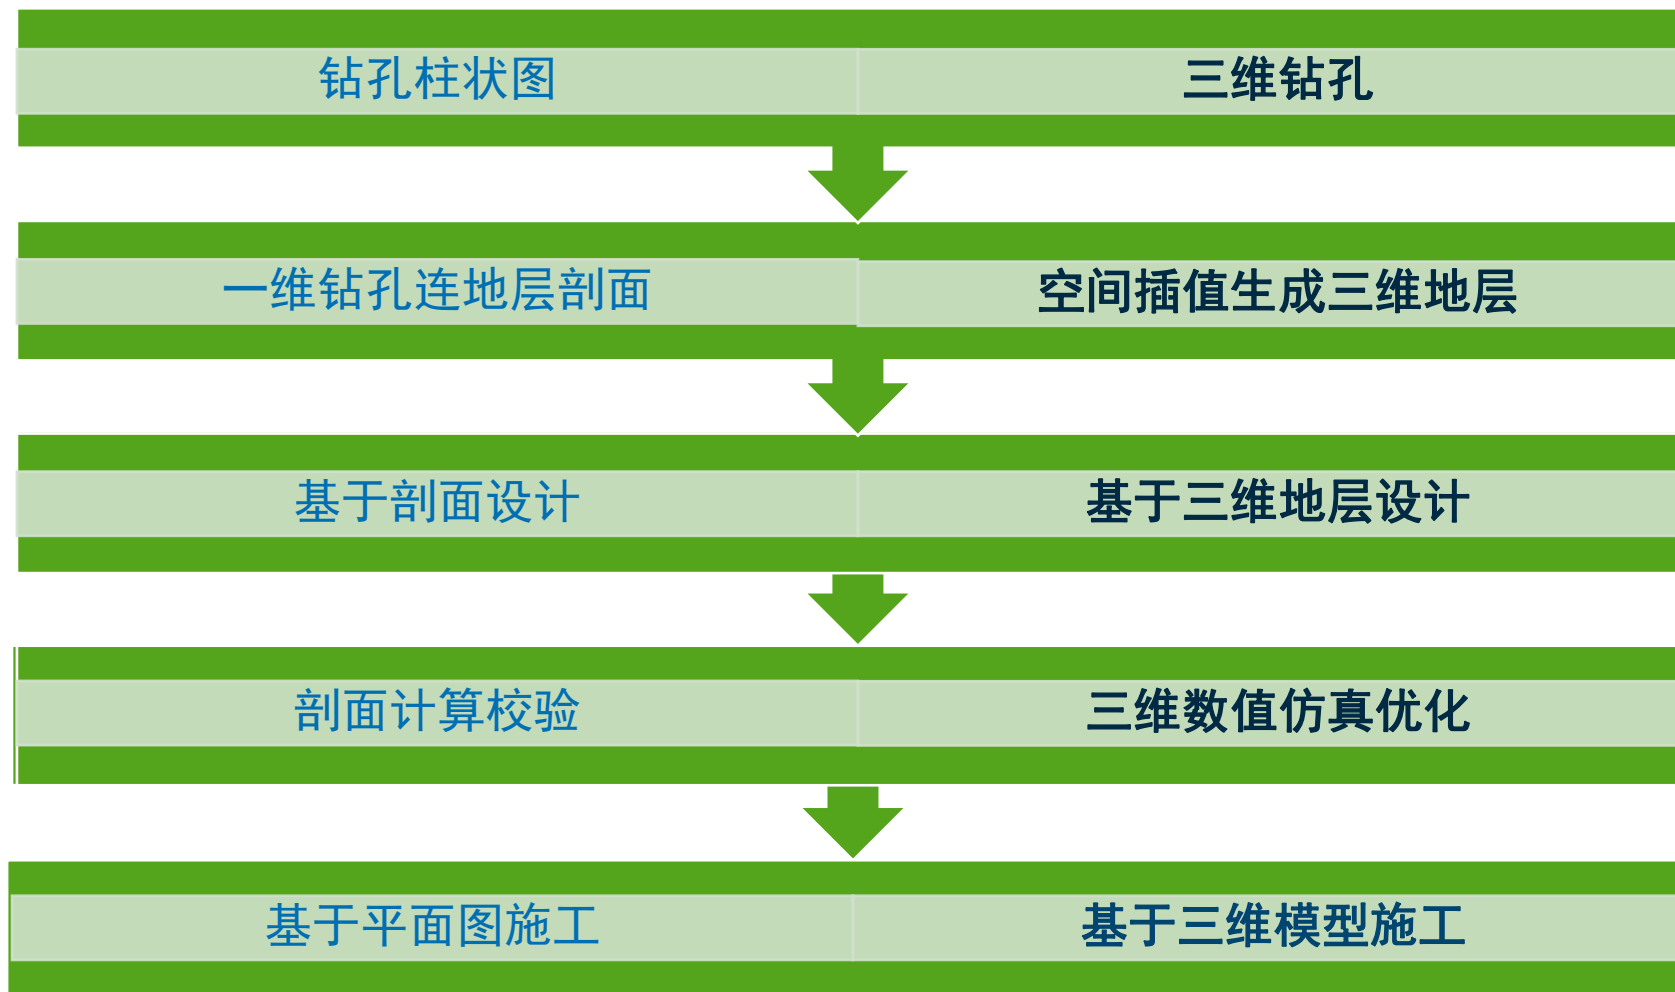 钻孔柱状图
三维钻孔
一维钻孔连地层剖面
空间插值生成三维地层
基于剖面设计
基于三维地层设计
剖面计算校验
三维数值仿真优化
基于平面图施工
基于三维模型施工